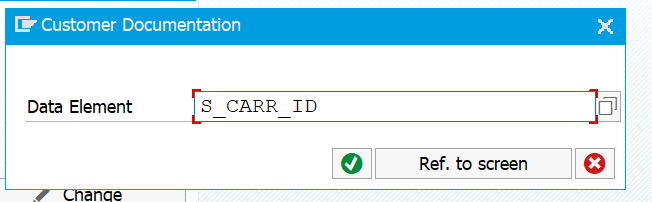 Customer Documentation
Data Element S_CARR_ID
Ref. to screen
Change